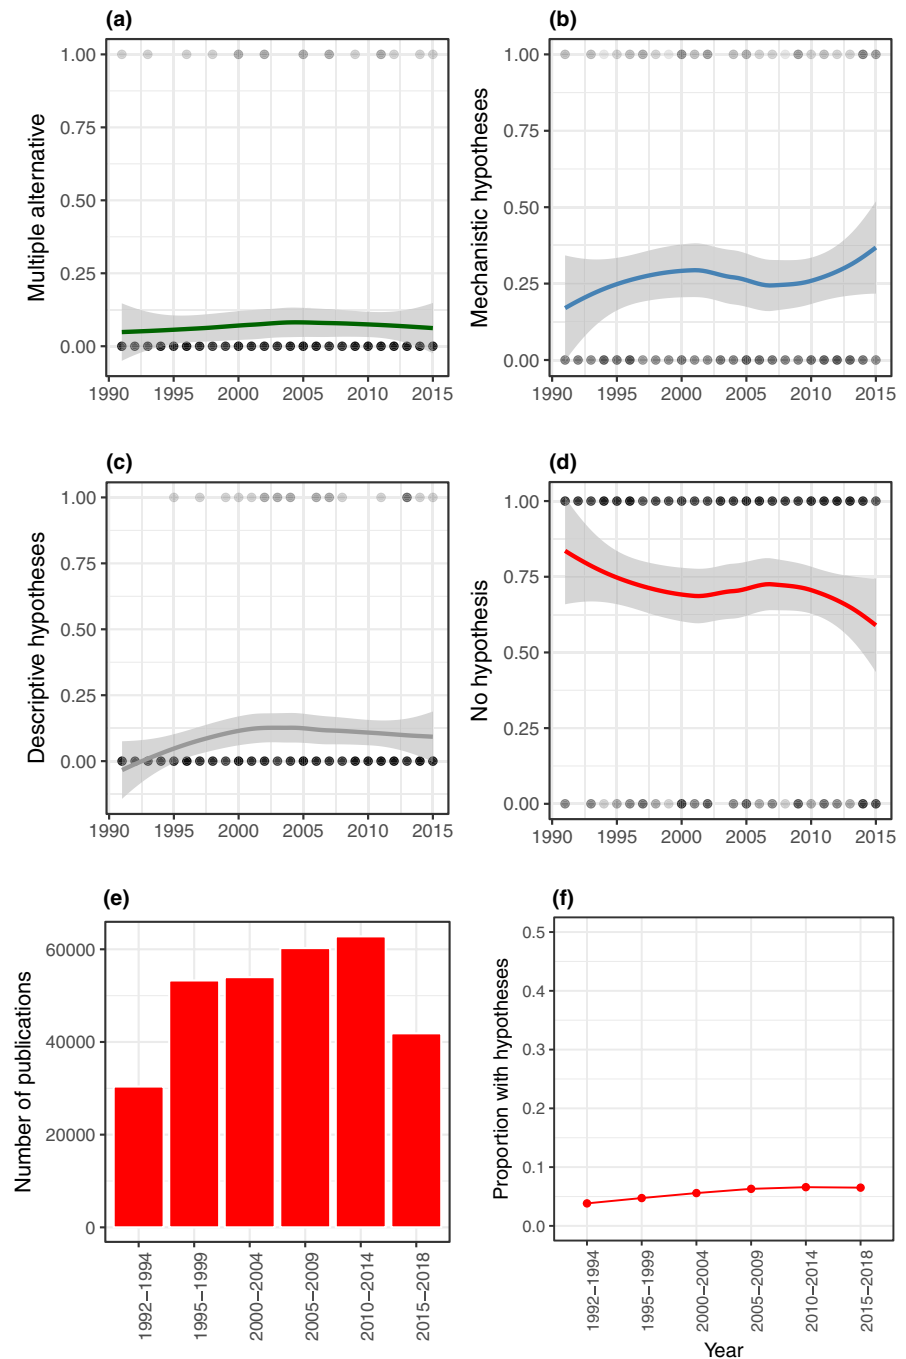 (a)
Multiple alternative
1.00
0.75
0.50
0.25
0.00
1990 1995 2000 2005 2010 2015
(b)
Mechanistic hypotheses
1.00
0.75
0.50
0.25
0.00
1990 1995 2000 2005 2010 2015
(c)
Descriptive hypotheses
1.00
0.75
0.50
0.25
0.00
1990 1995 2000 2005 2010 2015
(d)
No hypothesis
1.00
0.75
0.50
0.25
0.00
1990 1995 2000 2005 2010 2015
(e)
Number of publications
60000
40000
20000
0
1992–1994
1995–1999
2000–2004
2005–2009
2010–2014
2015–2018
(f)
Proportion with hypotheses
0.5
0.4
0.3
0.2
0.1
0.0
1992–1994
1995–1999
2000–2004
2005–2009
2010–2014
2015–2018
Year